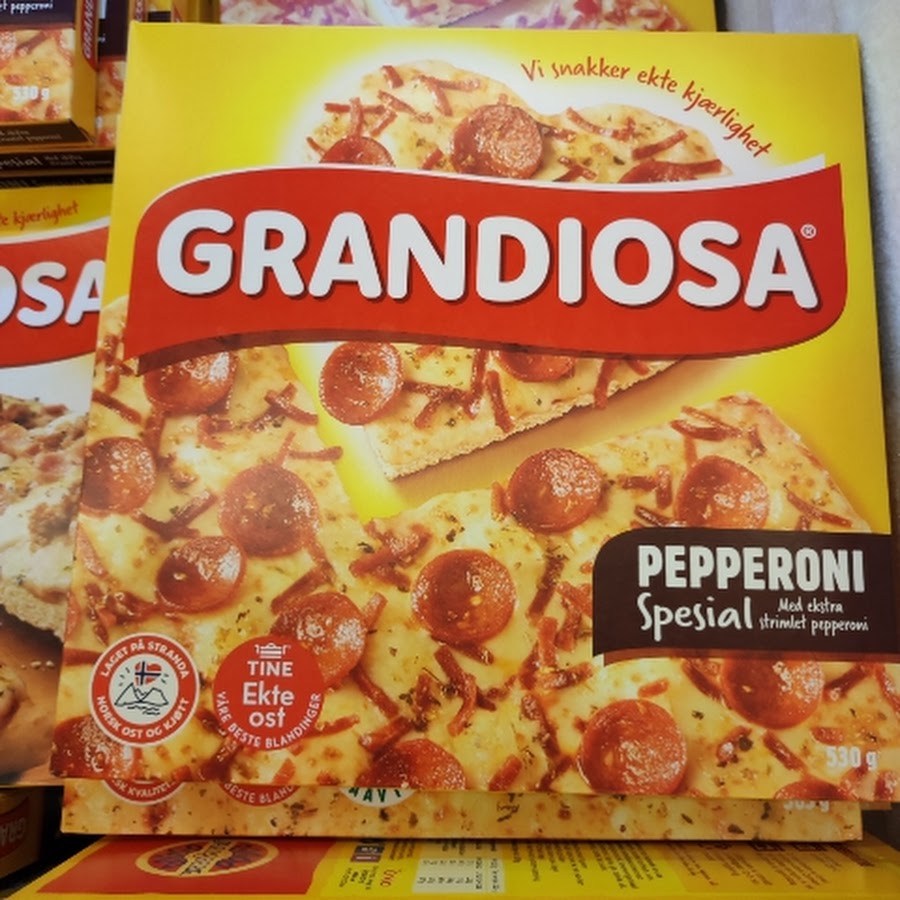 530 g
te kjærlighet
OSA
Vi snakker ekte kjærlighet
GRANDIOSA®
PEPPERONI
Spesial
Med ekstra
strimlet pepperoni
LAGET PÅ STRANDA
NORSK OST OG KJØTT
TINE
Ekte
ost
VÅRE BESTE BLANDINGER
530 g